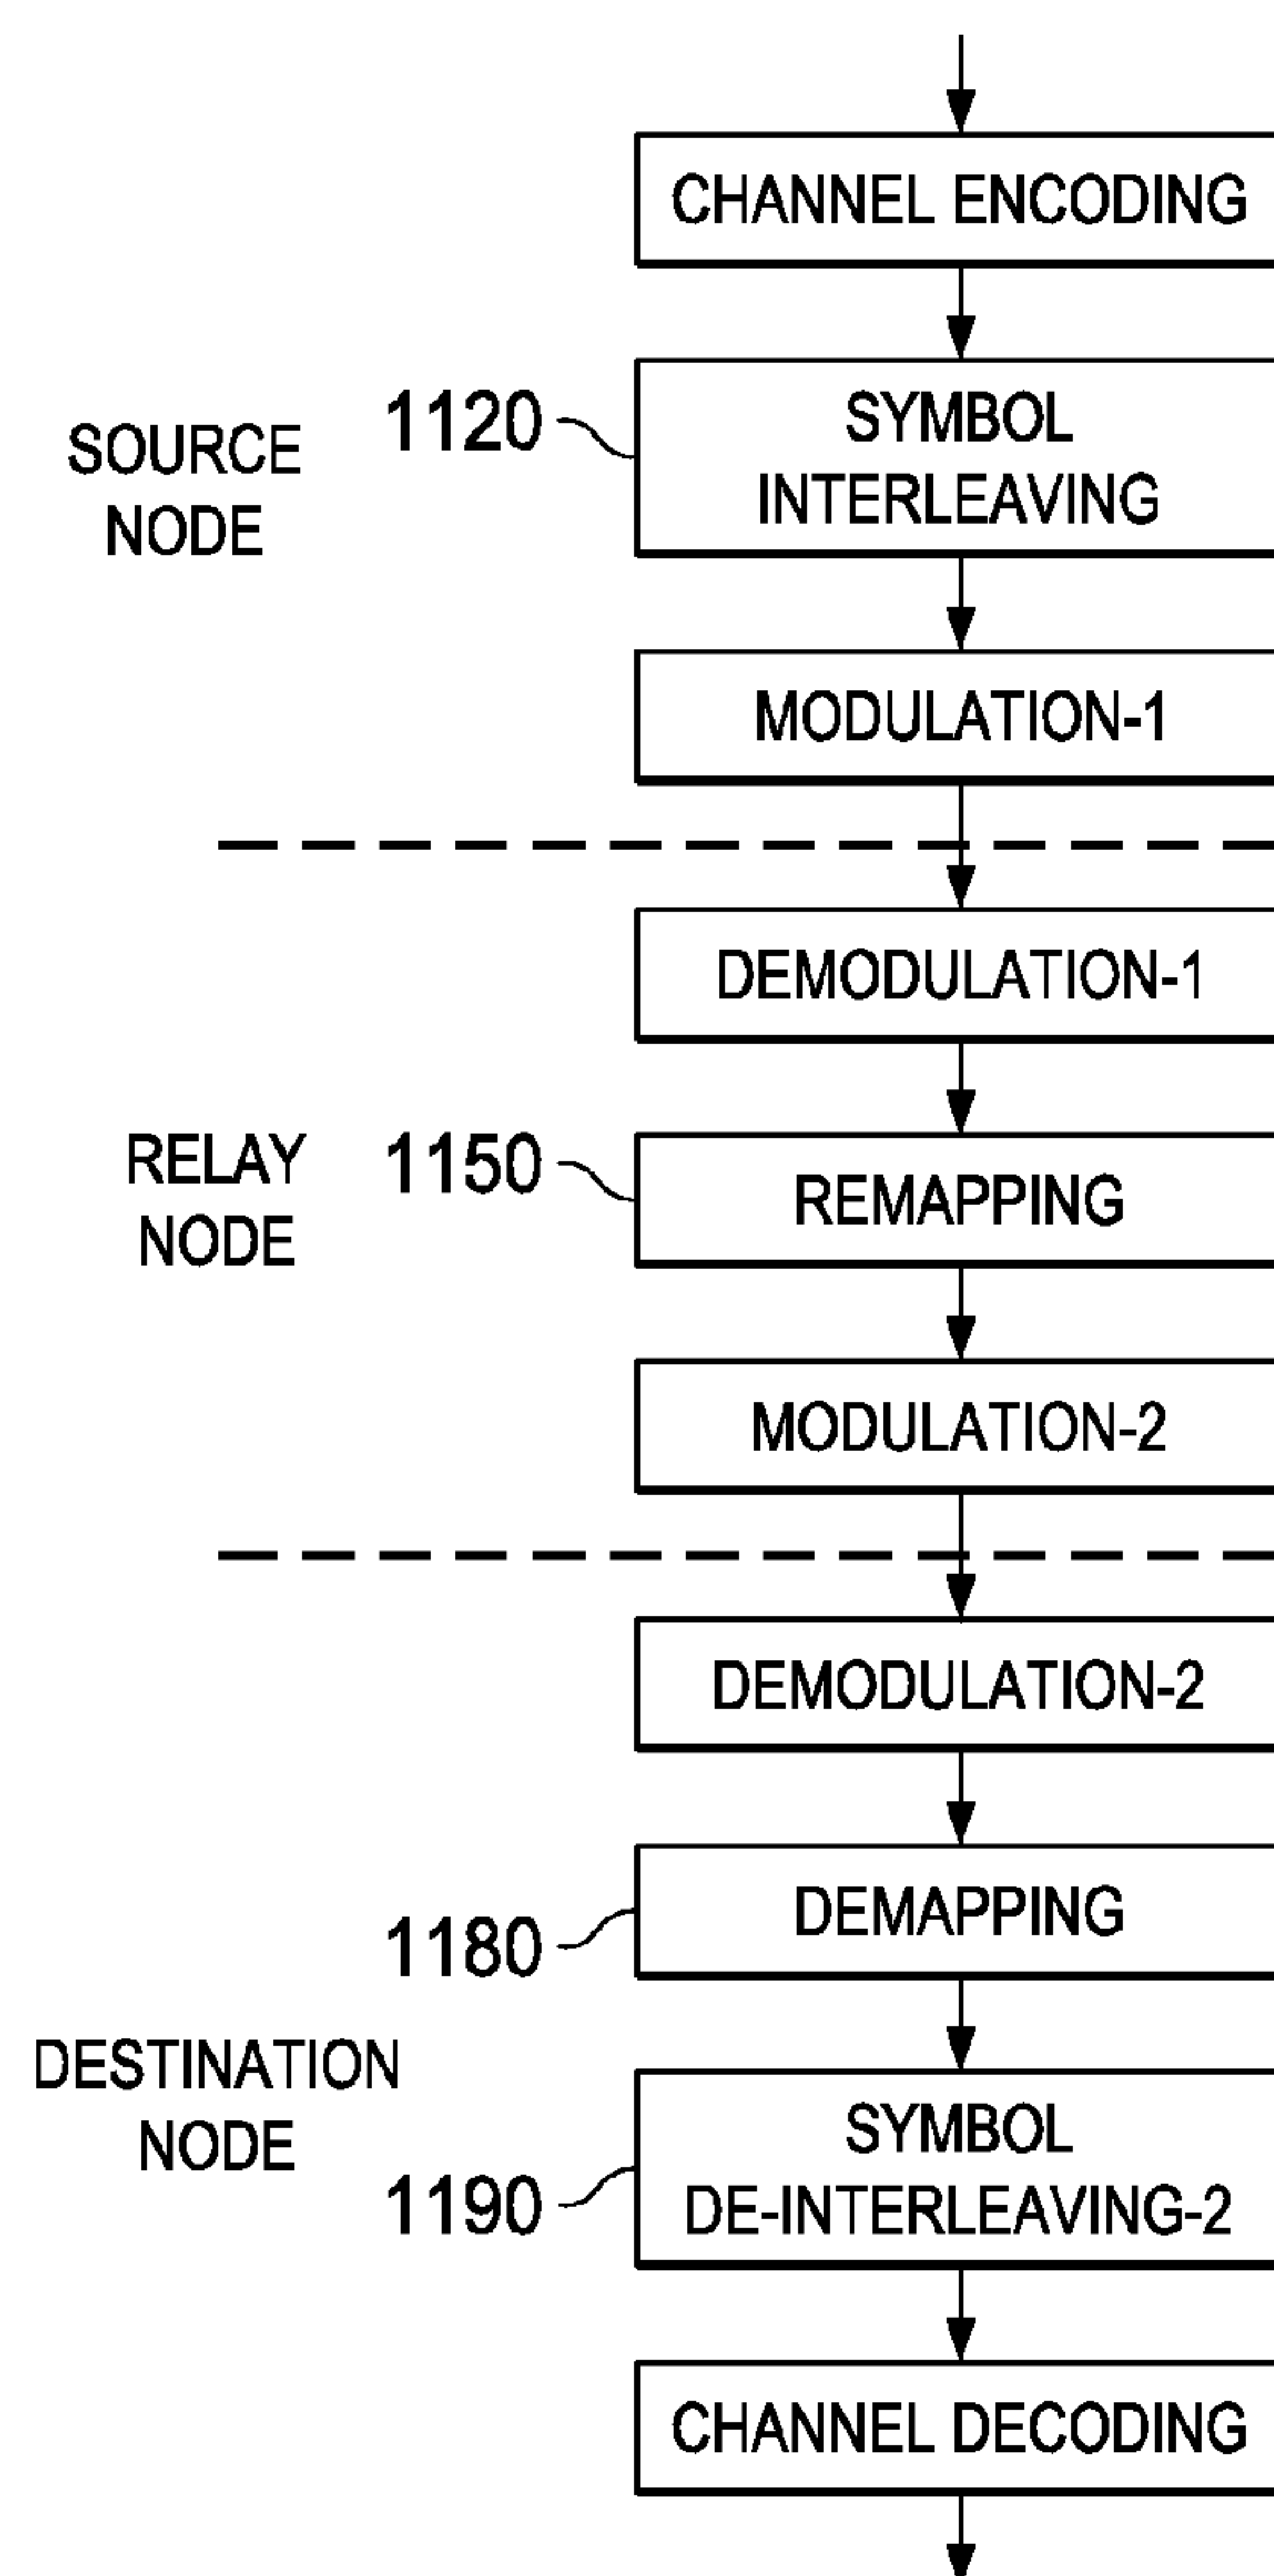 CHANNEL ENCODING
SOURCE
NODE
1120
SYMBOL
INTERLEAVING
MODULATION-1
DEMODULATION-1
RELAY
NODE
1150
REMAPPING
MODULATION-2
DEMODULATION-2
1180
DEMAPPING
DESTINATION
NODE
1190
SYMBOL
DE-INTERLEAVING-2
CHANNEL DECODING